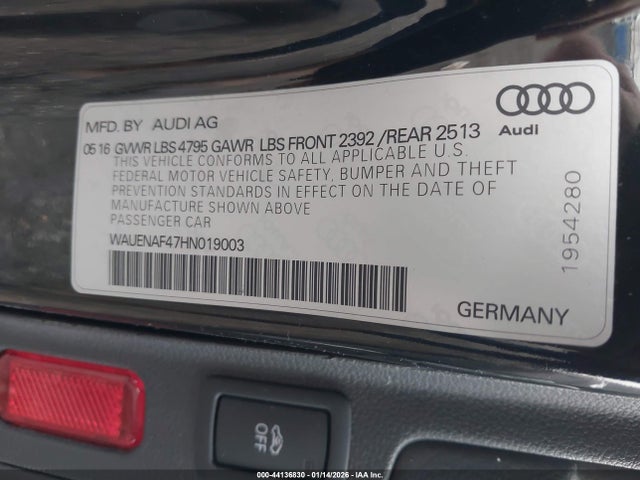 MFD. BY AUDI AG
0516 GVWR LBS 4795 GAWR LBS FRONT 2392 /REAR 2513
THIS VEHICLE CONFORMS TO ALL APPLICABLE U.S.
FEDERAL MOTOR VEHICLE SAFETY, BUMPER AND THEFT
PREVENTION STANDARDS IN EFFECT ON THE DATE OF
MANUFACTURE SHOWN ABOVE
PASSENGER CAR
WAUENAF47HN019003
Audi
1954280
GERMANY
OFF
000-44136830 - 01/14/2026 - IAA Inc.